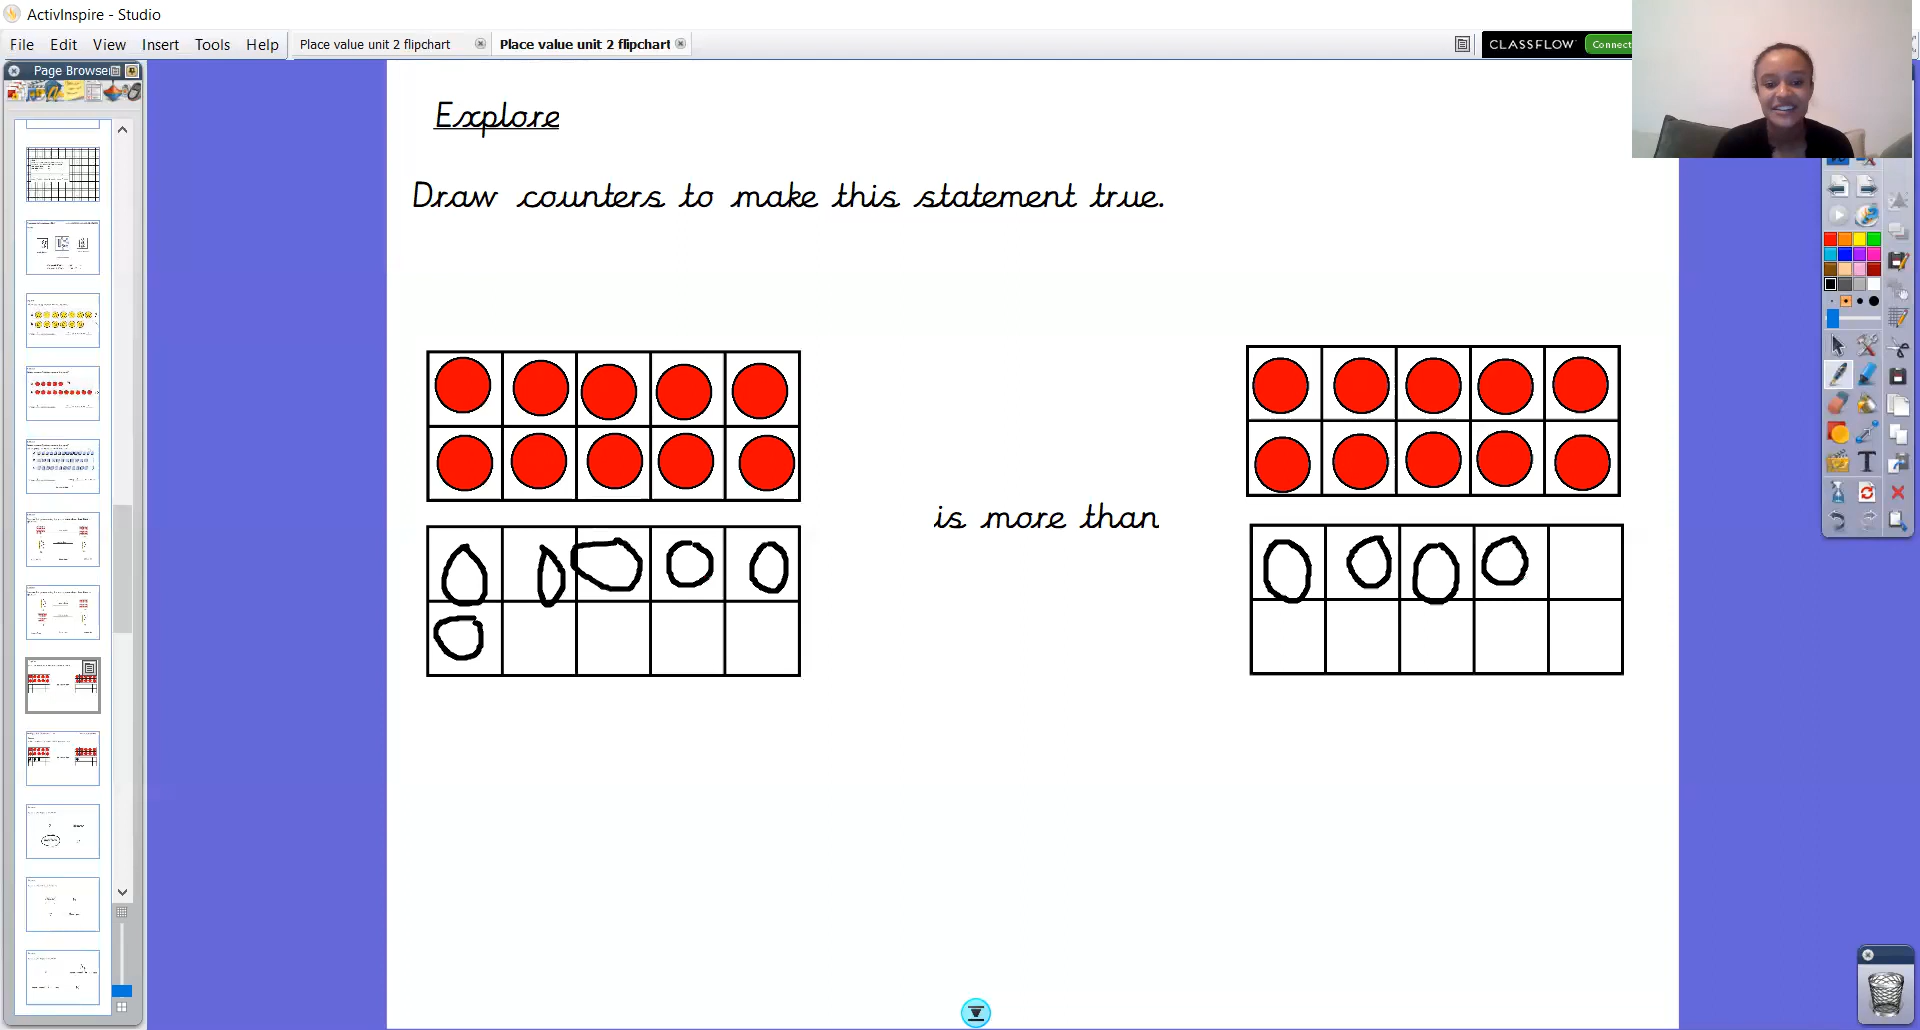 ActivInspire - Studio
File Edit View Insert Tools Help
Place value unit 2 flipchart
Place value unit 2 flipchart
CLASSFLOW Connect
Page Browser
Explore
Draw counters to make this statement true.
is more than